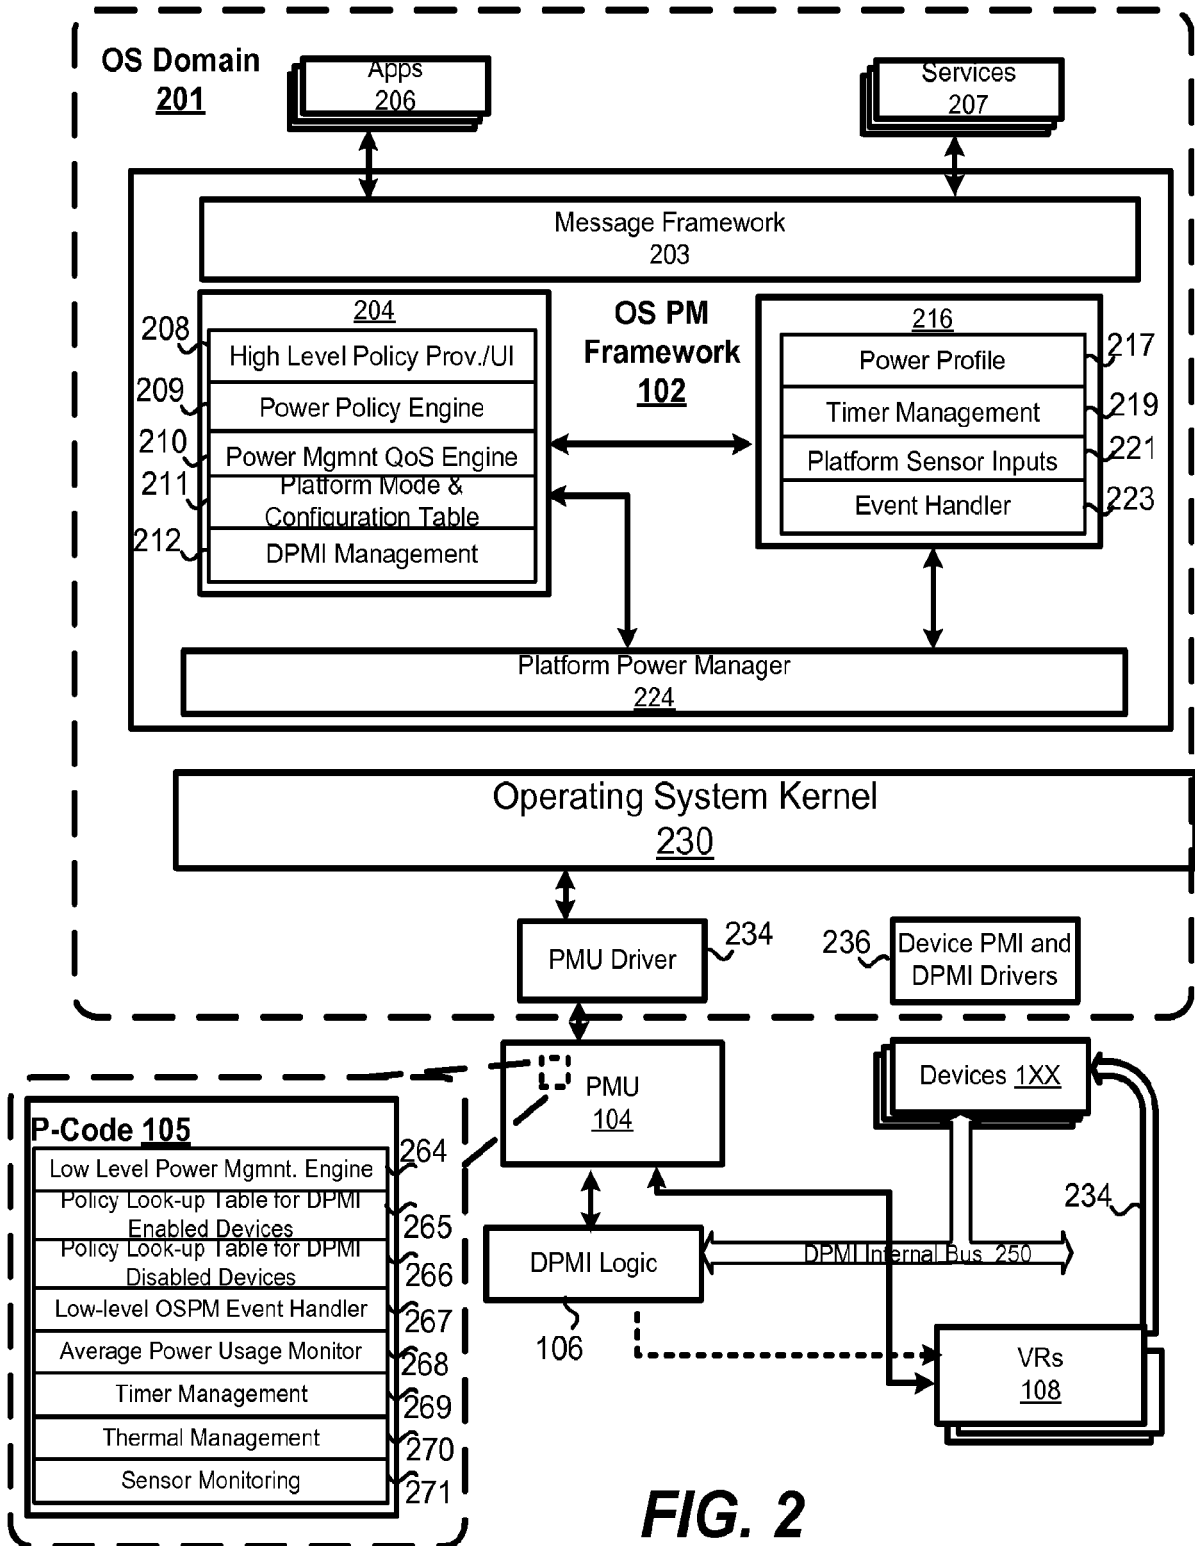 OS Domain
201
Apps
206
Services
207
Message Framework
203
204
208
High Level Policy Prov./UI
209
Power Policy Engine
210
Power Mgmnt QoS Engine
211
Platform Mode &
Configuration Table
212
DPMI Management
OS PM
Framework
102
216
Power Profile
217
Timer Management
219
Platform Sensor Inputs
221
Event Handler
223
Platform Power Manager
224
Operating System Kernel
230
PMU Driver
234
236
Device PMI and
DPMI Drivers
PMU
104
Devices 1XX
P-Code 105
Low Level Power Mgmnt. Engine
264
Policy Look-up Table for DPMI
Enabled Devices
265
Policy Look-up Table for DPMI
Disabled Devices
266
Low-level OSPM Event Handler
267
Average Power Usage Monitor
268
Timer Management
269
Thermal Management
270
Sensor Monitoring
271
DPMI Logic
106
DPMI Internal Bus 250
234
VRs
108
FIG. 2